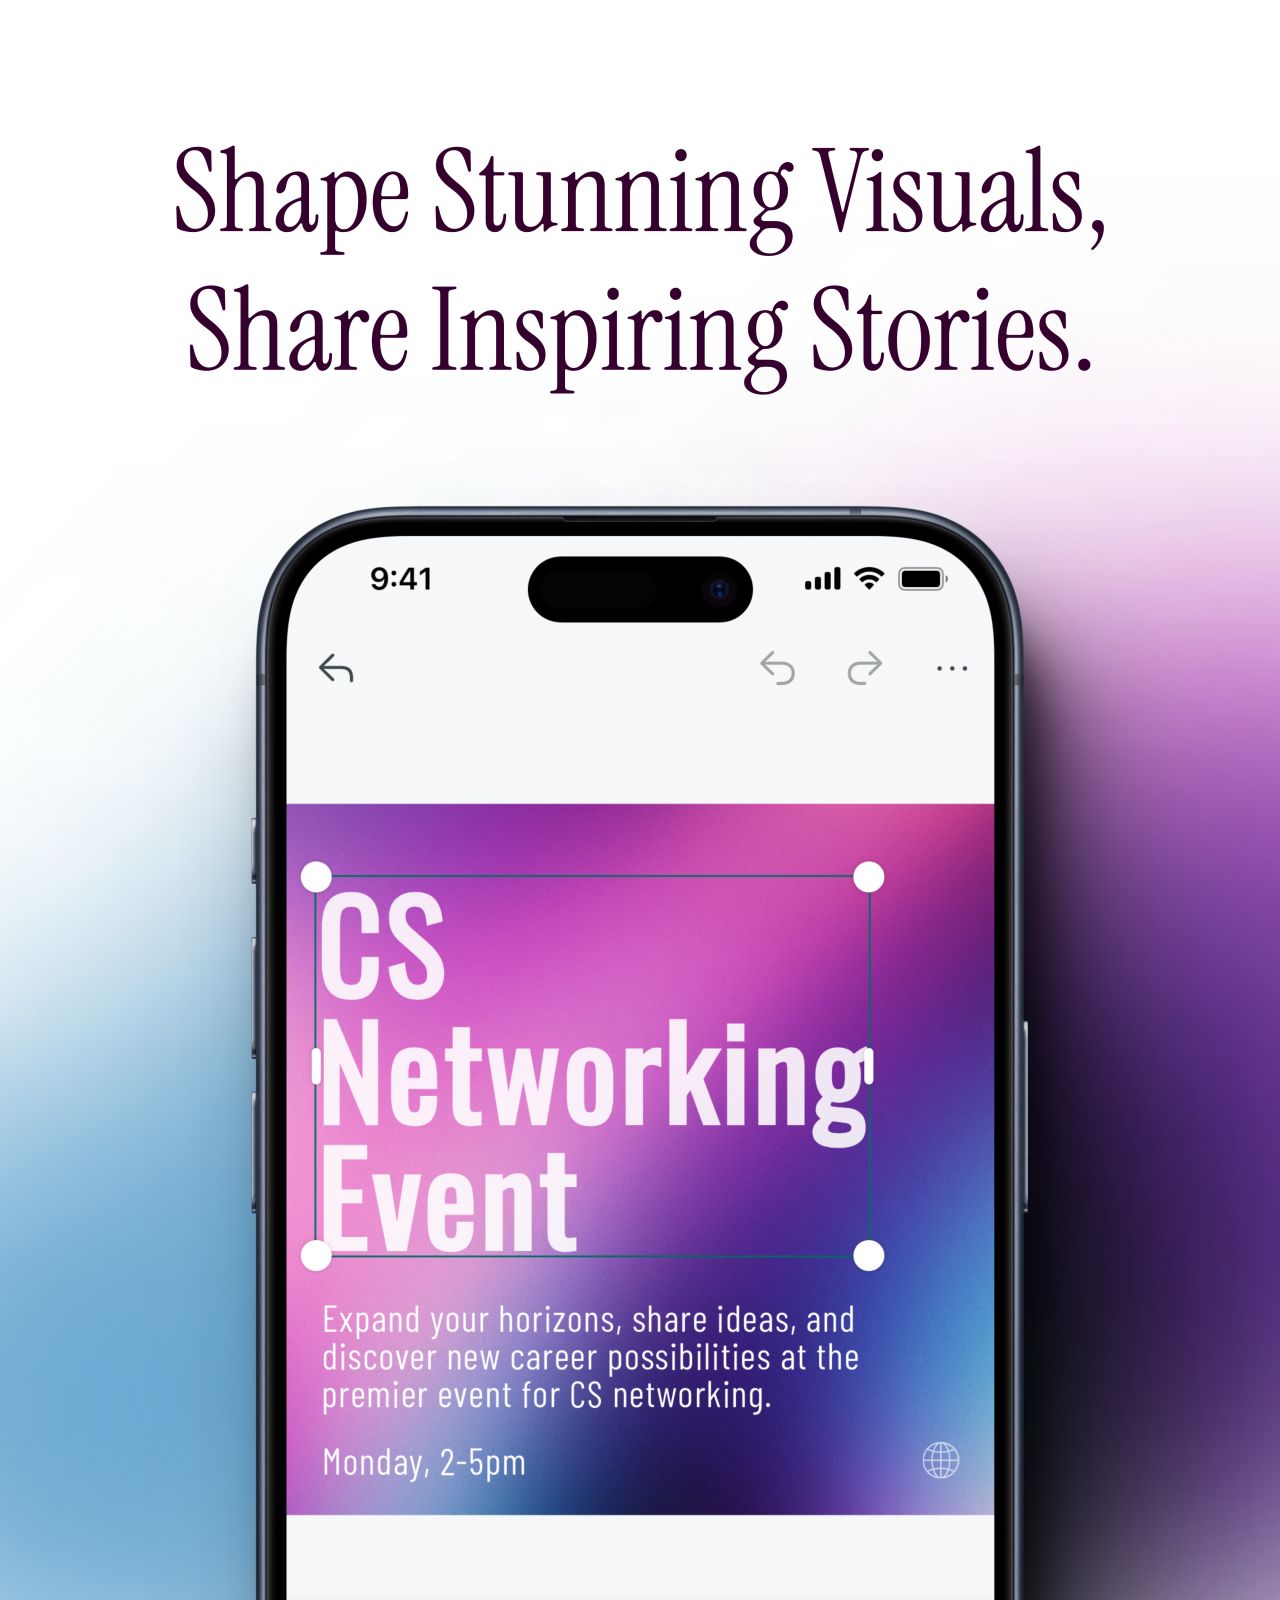 Shape Stunning Visuals,
Share Inspiring Stories.
9:41
CS
Networking
Event
Expand your horizons, share ideas, and
discover new career possibilities at the
premier event for CS networking.
Monday, 2-5pm